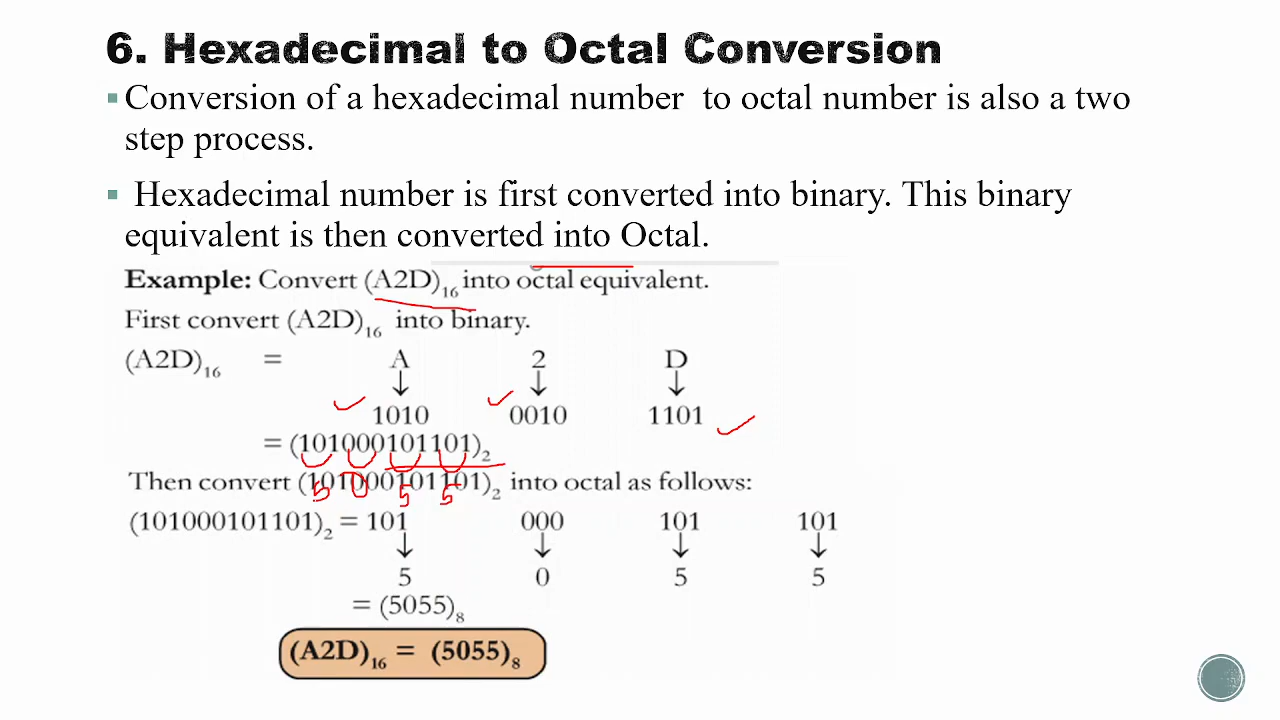 6. Hexadecimal to Octal Conversion
▪Conversion of a hexadecimal number to octal number is also a two
step process.
▪ Hexadecimal number is first converted into binary. This binary
equivalent is then converted into Octal.
Example: Convert (A2D)₁₆ into octal equivalent.
First convert (A2D)₁₆ into binary.
(A2D)₁₆ = A 2 D
↓ ↓ ↓
1010 0010 1101
= (101000101101)₂
Then convert (101000101101)₂ into octal as follows:
5 0 5 5
(101000101101)₂ = 101 000 101 101
↓ ↓ ↓ ↓
5 0 5 5
= (5055)₈
(A2D)₁₆ = (5055)₈